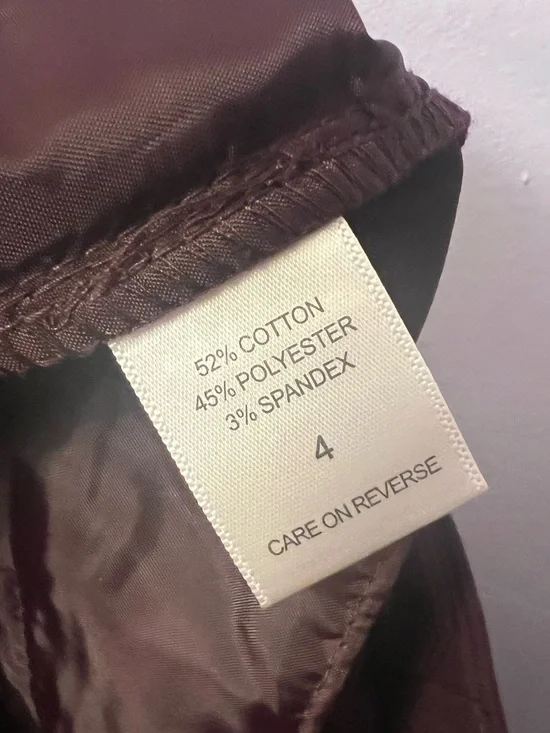 52% COTTON
45% POLYESTER
3% SPANDEX
4
CARE ON REVERSE